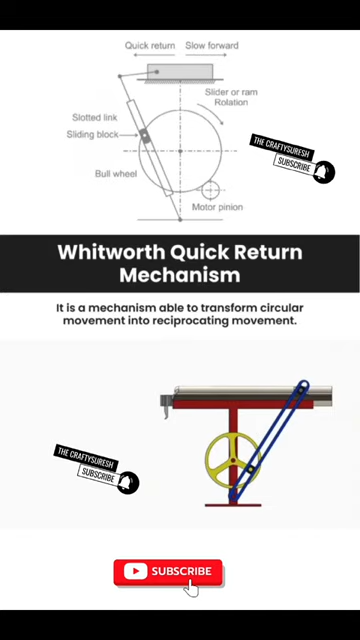 Quick return
Slow forward
Slider or ram
Rolation
Slotted link
Sliding block
Bull wheel
Motor pinion
THE CRAFTYSURESH
SUBSCRIBE
Whitworth Quick Return
Mechanism
It is a mechanism able to transform circular
movement into reciprocating movement.
THE CRAFTYSURESH
SUBSCRIBE
SUBSCRIBE